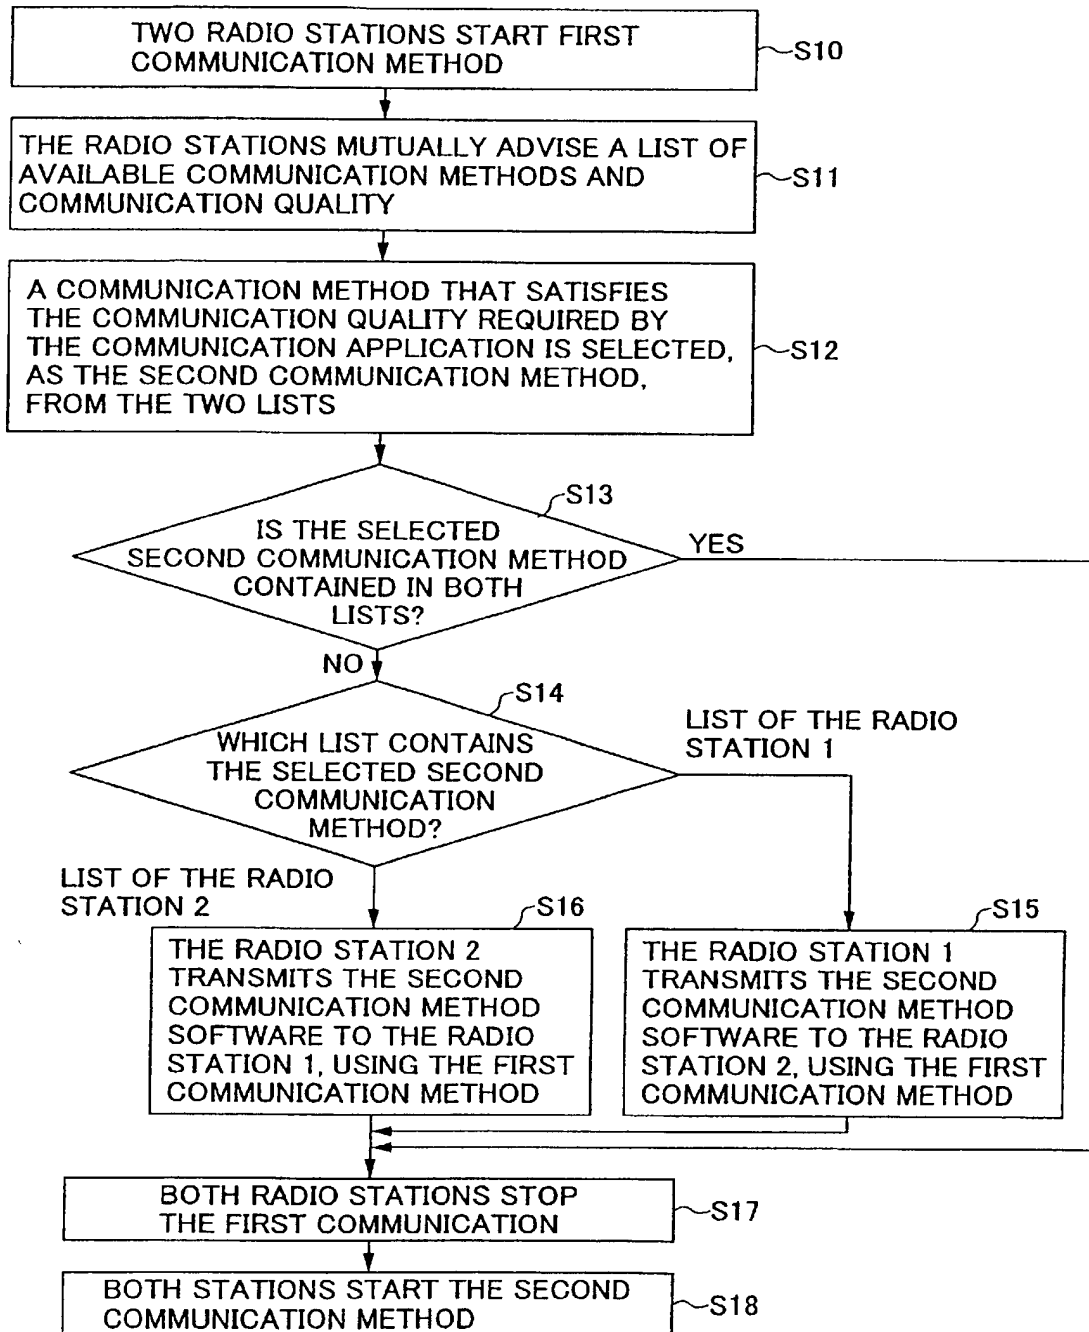 TWO RADIO STATIONS START FIRST
COMMUNICATION METHOD
S10
THE RADIO STATIONS MUTUALLY ADVISE A LIST OF
AVAILABLE COMMUNICATION METHODS AND
COMMUNICATION QUALITY
S11
A COMMUNICATION METHOD THAT SATISFIES
THE COMMUNICATION QUALITY REQUIRED BY
THE COMMUNICATION APPLICATION IS SELECTED,
AS THE SECOND COMMUNICATION METHOD,
FROM THE TWO LISTS
S12
S13
IS THE SELECTED
SECOND COMMUNICATION METHOD
CONTAINED IN BOTH
LISTS?
YES
NO
S14
WHICH LIST CONTAINS
THE SELECTED SECOND
COMMUNICATION
METHOD?
LIST OF THE RADIO
STATION 1
LIST OF THE RADIO
STATION 2
S16
THE RADIO STATION 2
TRANSMITS THE SECOND
COMMUNICATION METHOD
SOFTWARE TO THE RADIO
STATION 1, USING THE FIRST
COMMUNICATION METHOD
S15
THE RADIO STATION 1
TRANSMITS THE SECOND
COMMUNICATION METHOD
SOFTWARE TO THE RADIO
STATION 2, USING THE FIRST
COMMUNICATION METHOD
BOTH RADIO STATIONS STOP
THE FIRST COMMUNICATION
S17
BOTH STATIONS START THE SECOND
COMMUNICATION METHOD
S18